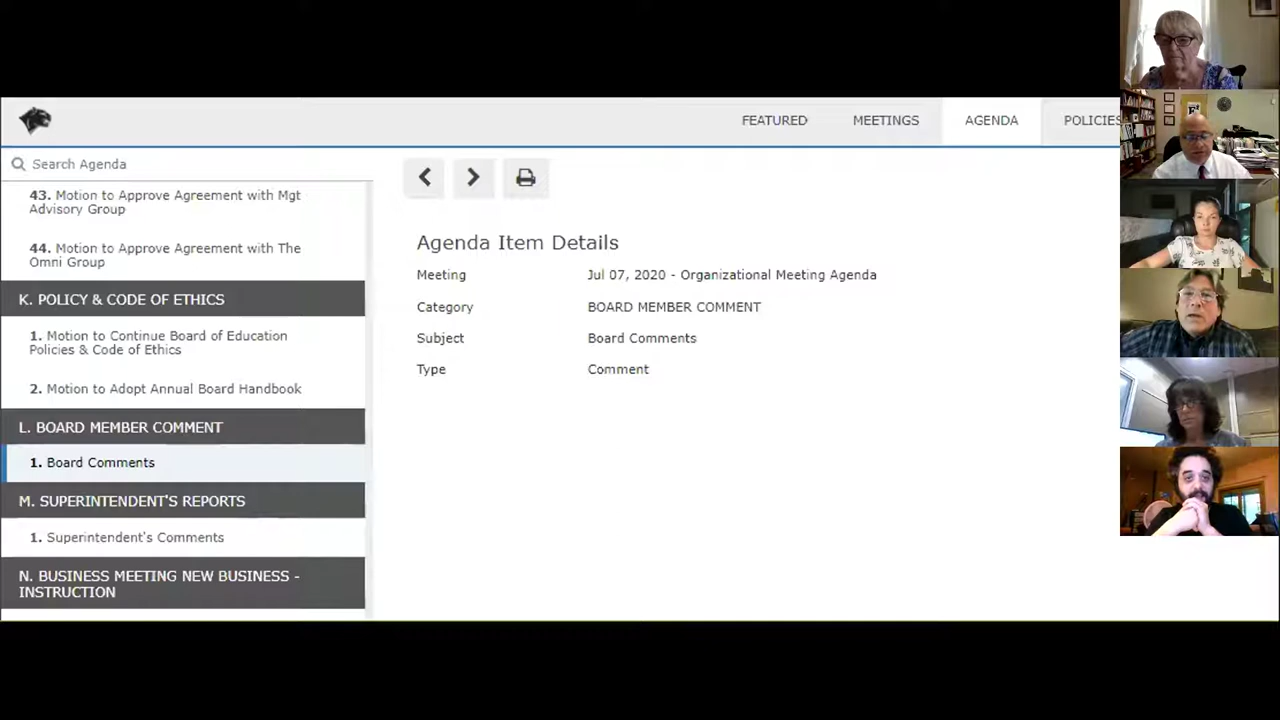 FEATURED MEETINGS AGENDA POLICIES
Search Agenda
43. Motion to Approve Agreement with Mgt
Advisory Group
44. Motion to Approve Agreement with The
Omni Group
K. POLICY & CODE OF ETHICS
1. Motion to Continue Board of Education
Policies & Code of Ethics
2. Motion to Adopt Annual Board Handbook
L. BOARD MEMBER COMMENT
1. Board Comments
M. SUPERINTENDENT'S REPORTS
1. Superintendent's Comments
N. BUSINESS MEETING NEW BUSINESS -
INSTRUCTION
Agenda Item Details
Meeting Jul 07, 2020 - Organizational Meeting Agenda
Category BOARD MEMBER COMMENT
Subject Board Comments
Type Comment